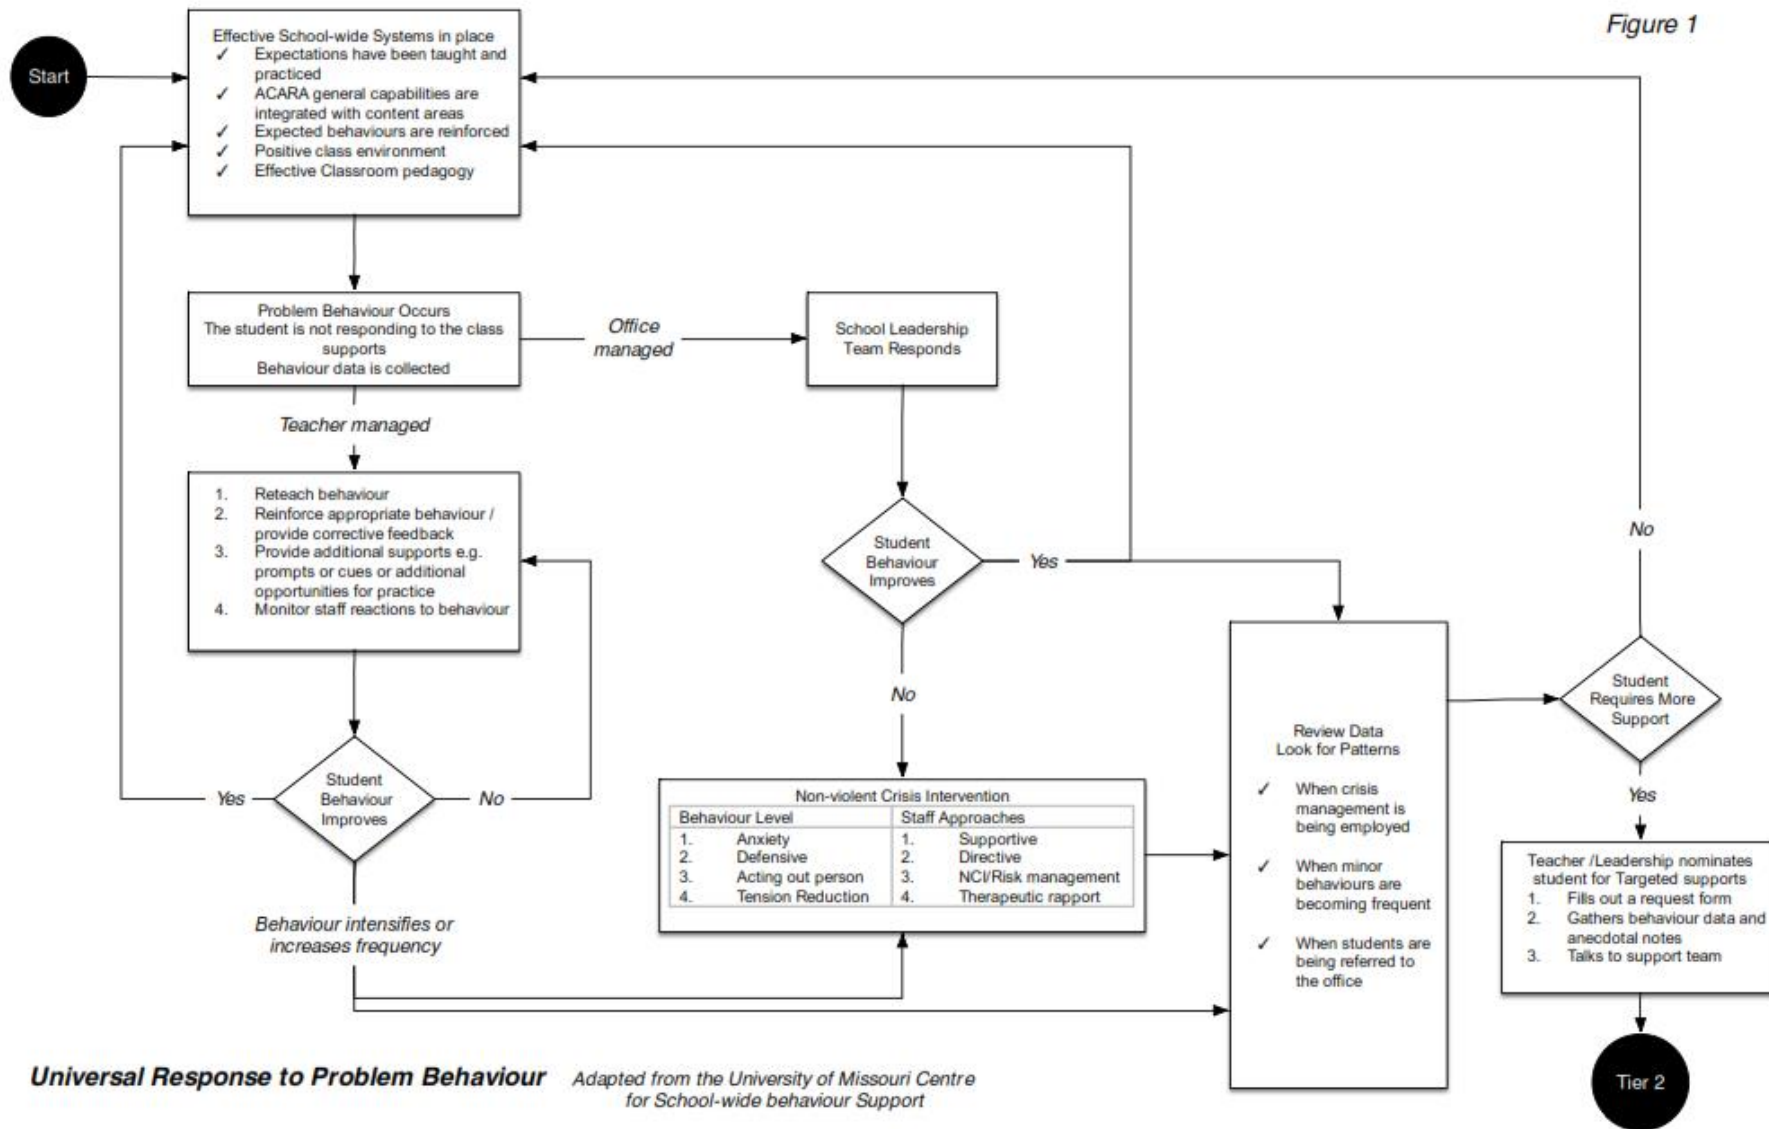 Figure 1
Start
Effective School-wide Systems in place
✓ Expectations have been taught and
practiced
✓ ACARA general capabilities are
integrated with content areas
✓ Expected behaviours are reinforced
✓ Positive class environment
✓ Effective Classroom pedagogy
Problem Behaviour Occurs
The student is not responding to the class
supports
Behaviour data is collected
Office
managed
School Leadership
Team Responds
Teacher managed
1. Reteach behaviour
2. Reinforce appropriate behaviour /
provide corrective feedback
3. Provide additional supports e.g.
prompts or cues or additional
opportunities for practice
4. Monitor staff reactions to behaviour
Student
Behaviour
Improves
Yes
No
No
Student
Behaviour
Improves
Yes
No
Behaviour intensifies or
increases frequency
Non-violent Crisis Intervention
Behaviour Level Staff Approaches
1. Anxiety 1. Supportive
2. Defensive 2. Directive
3. Acting out person 3. NCI/Risk management
4. Tension Reduction 4. Therapeutic rapport
Review Data
Look for Patterns
✓ When crisis
management is
being employed
✓ When minor
behaviours are
becoming frequent
✓ When students are
being referred to
the office
Student
Requires More
Support
No
Yes
Teacher /Leadership nominates
student for Targeted supports
1. Fills out a request form
2. Gathers behaviour data and
anecdotal notes
3. Talks to support team
Tier 2
Universal Response to Problem Behaviour Adapted from the University of Missouri Centre
for School-wide behaviour Support